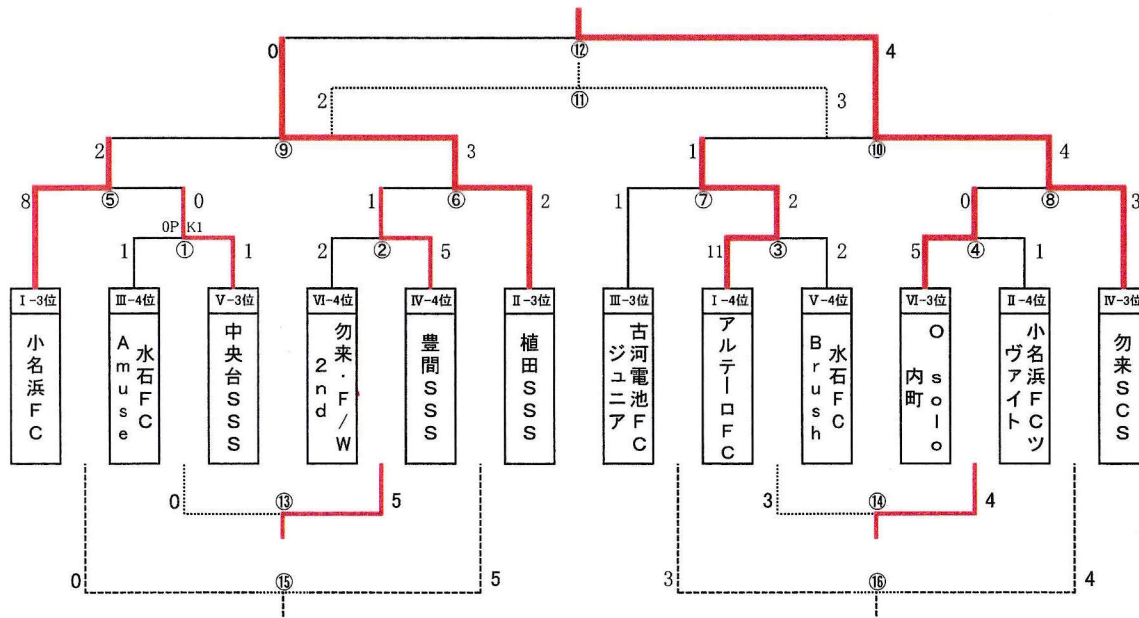 0 ⑫ 4
2 ⑪ 3
2 ⑨ 3 1 ⑩ 4
8 ⑤ 0 1 ⑥ 2 1 ⑦ 2 0 ⑧ 3
0P K1
1 ① 1 2 ② 5 11 ③ 2 5 ④ 1
Ⅰ-3位 Ⅲ-4位 Ⅴ-3位 Ⅵ-4位 Ⅳ-4位 Ⅱ-3位 Ⅲ-3位 Ⅰ-4位 Ⅴ-4位 Ⅵ-3位 Ⅱ-4位 Ⅳ-3位
小名浜FC
水石FC
Amuse
中央台SSS
勿来・F/W
2nd
豊間SSS
植田SSS
古河電池FC
ジュニア
アルテーロFC
水石FC
Brush
O solo
内町
小名浜FCツ
ヴァイト
勿来SCS
0 ⑬ 5 3 ⑭ 4
0 ⑮ 5 3 ⑯ 4